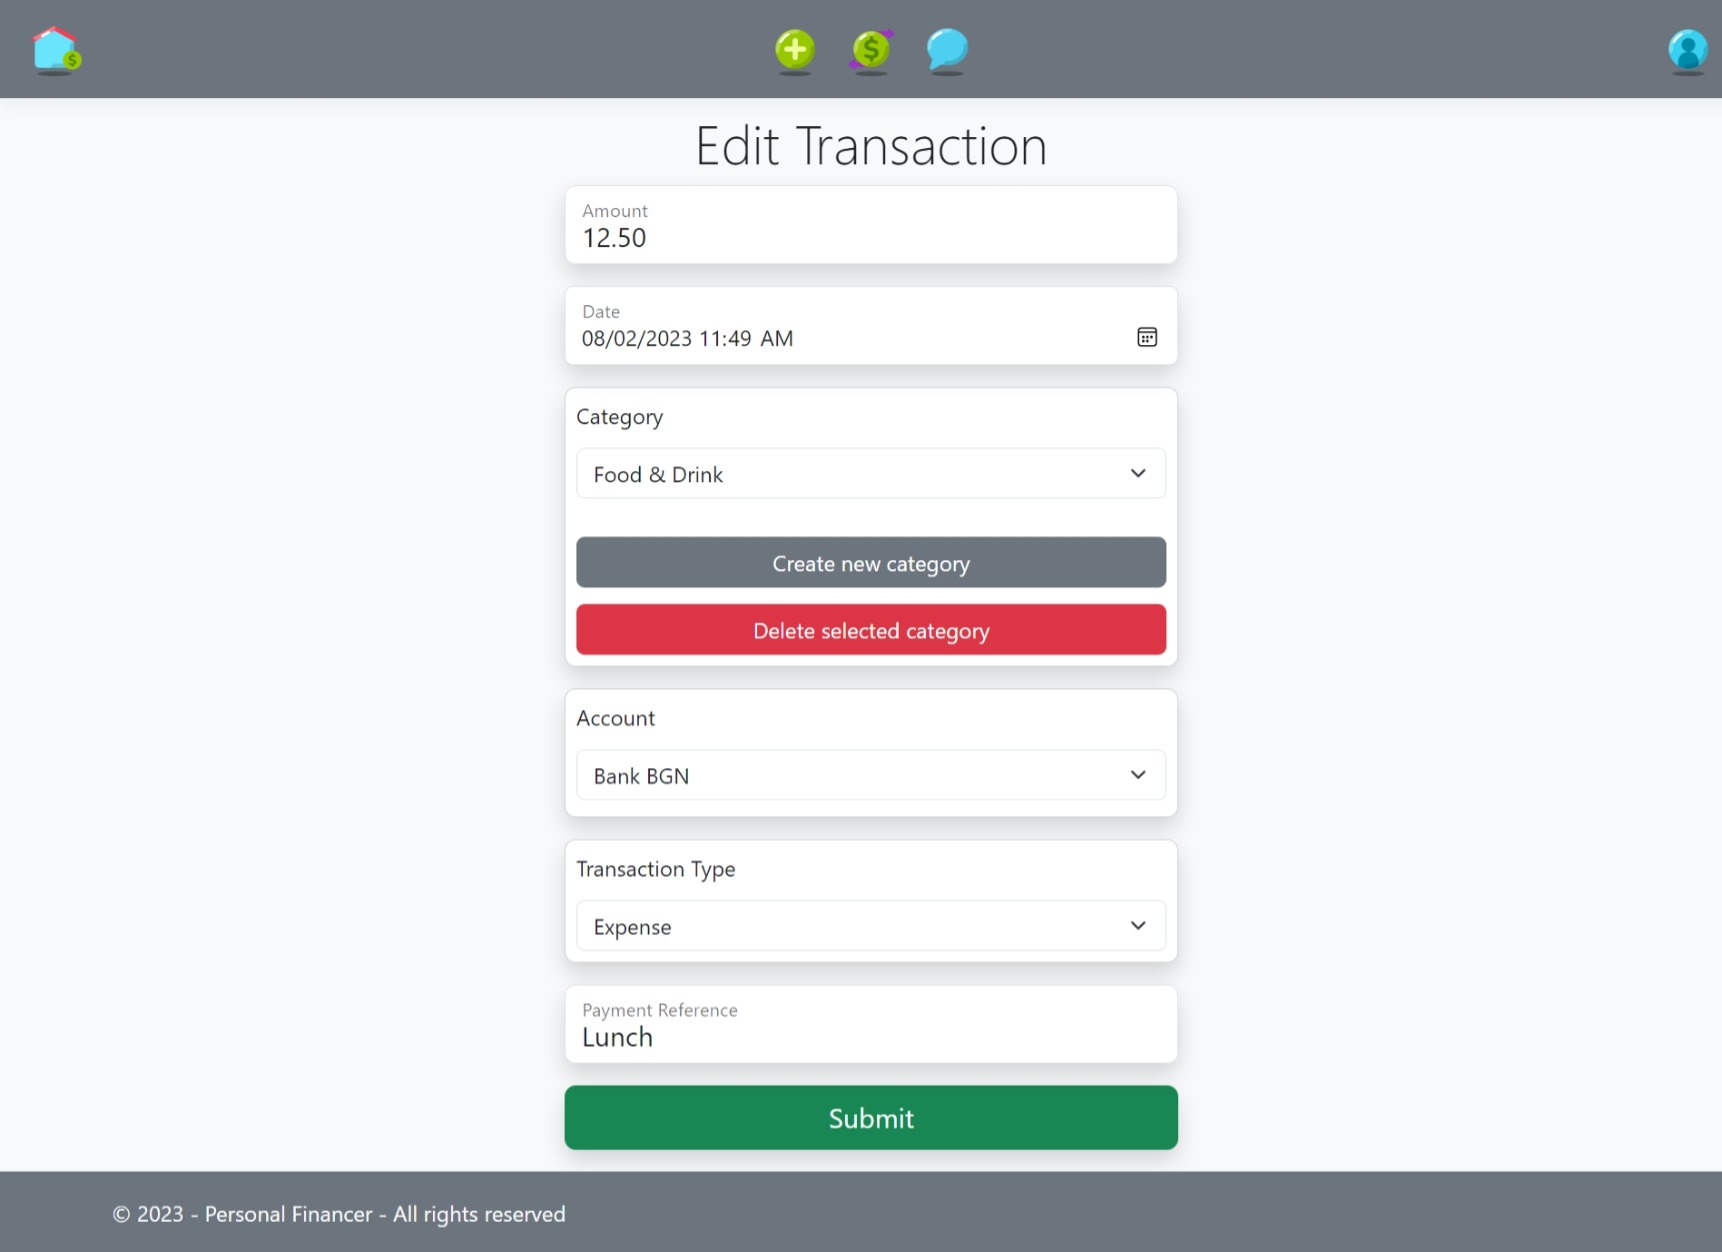 Edit Transaction
Amount
12.50
Date
08/02/2023 11:49 AM
Category
Food & Drink
Create new category
Delete selected category
Account
Bank BGN
Transaction Type
Expense
Payment Reference
Lunch
Submit
© 2023 - Personal Financer - All rights reserved